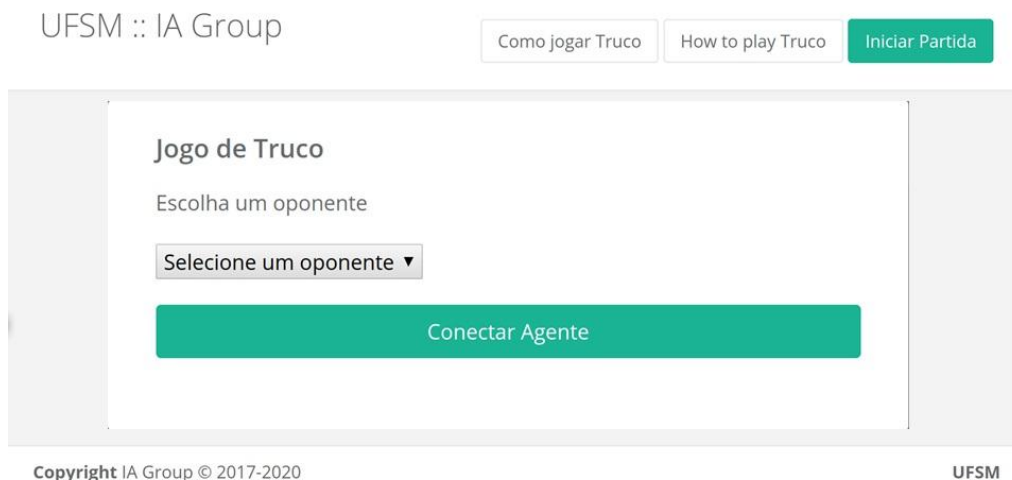 UFSM :: IA Group
Como jogar Truco
How to play Truco
Iniciar Partida
Jogo de Truco
Escolha um oponente
Selecione um oponente
Conectar Agente
Copyright IA Group © 2017-2020
UFSM